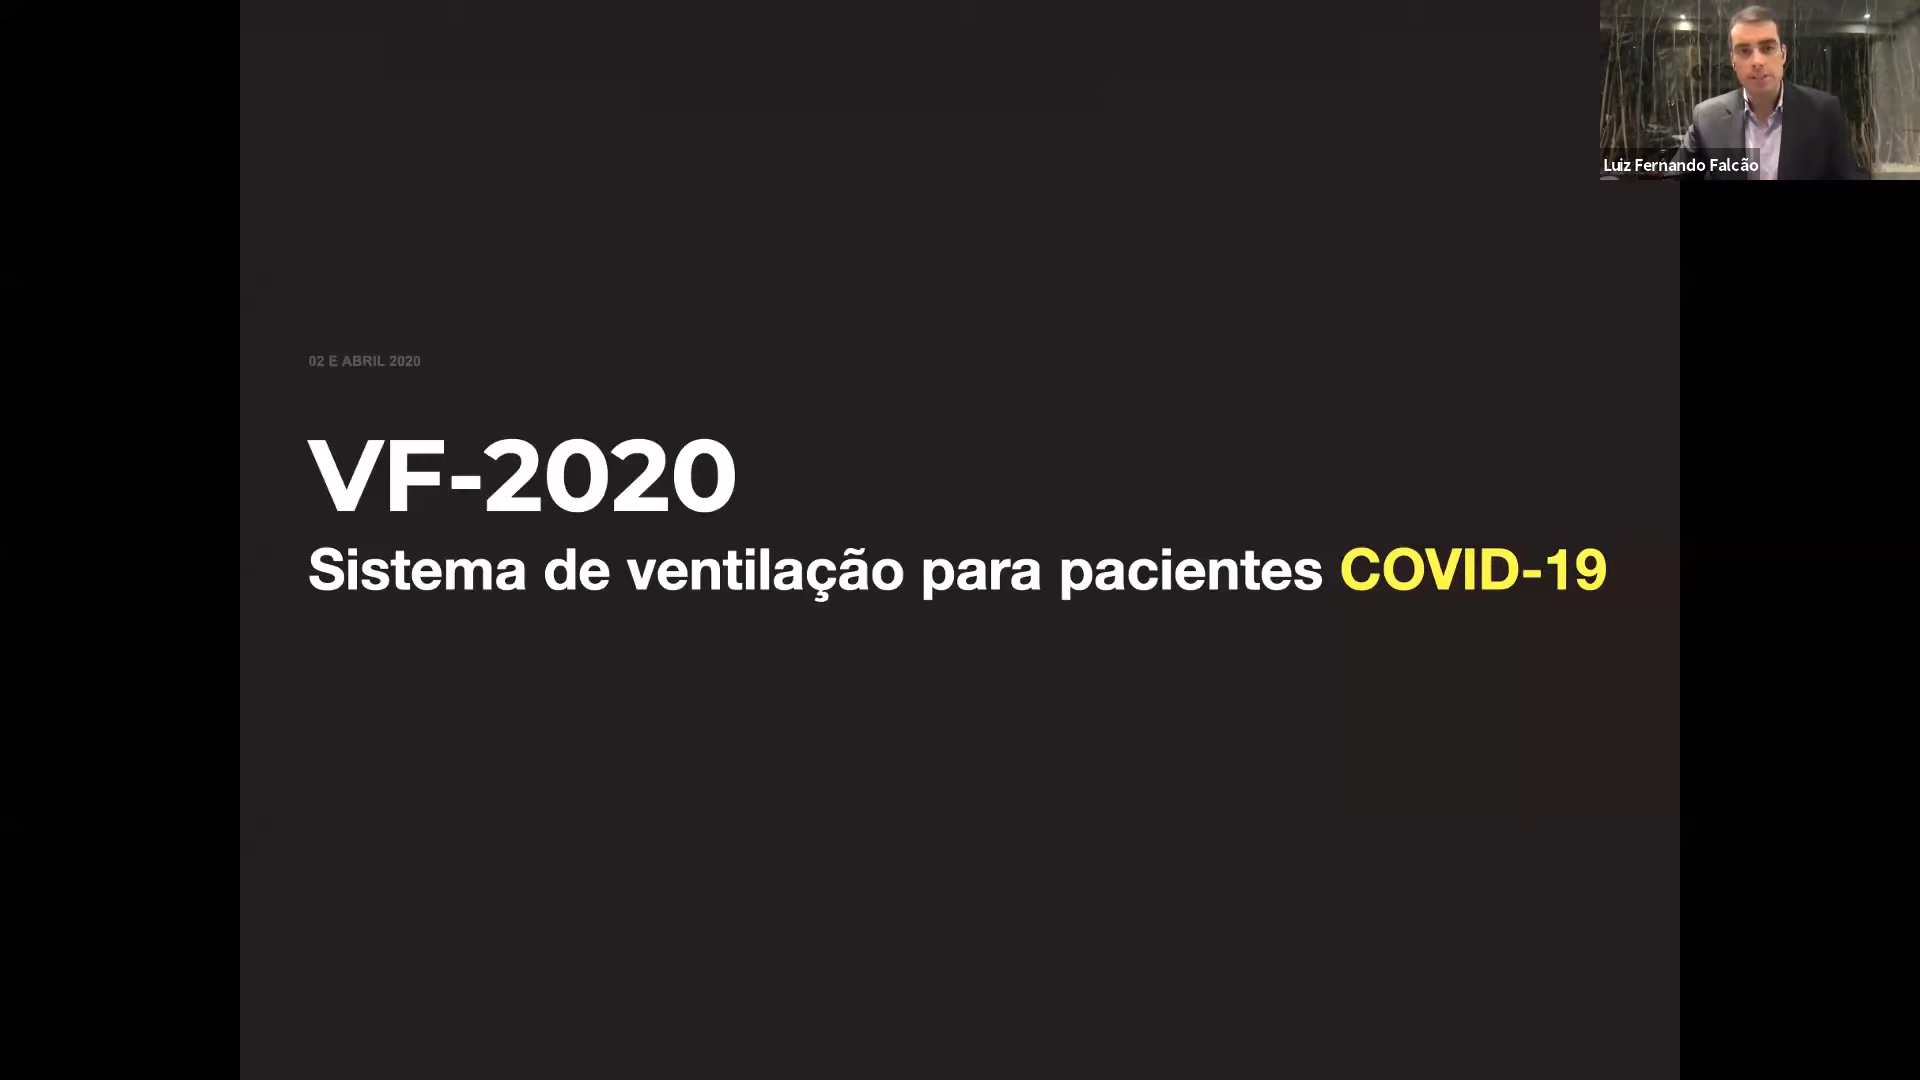 Luiz Fernando Falcão
02 E ABRIL 2020
VF-2020
Sistema de ventilação para pacientes COVID-19